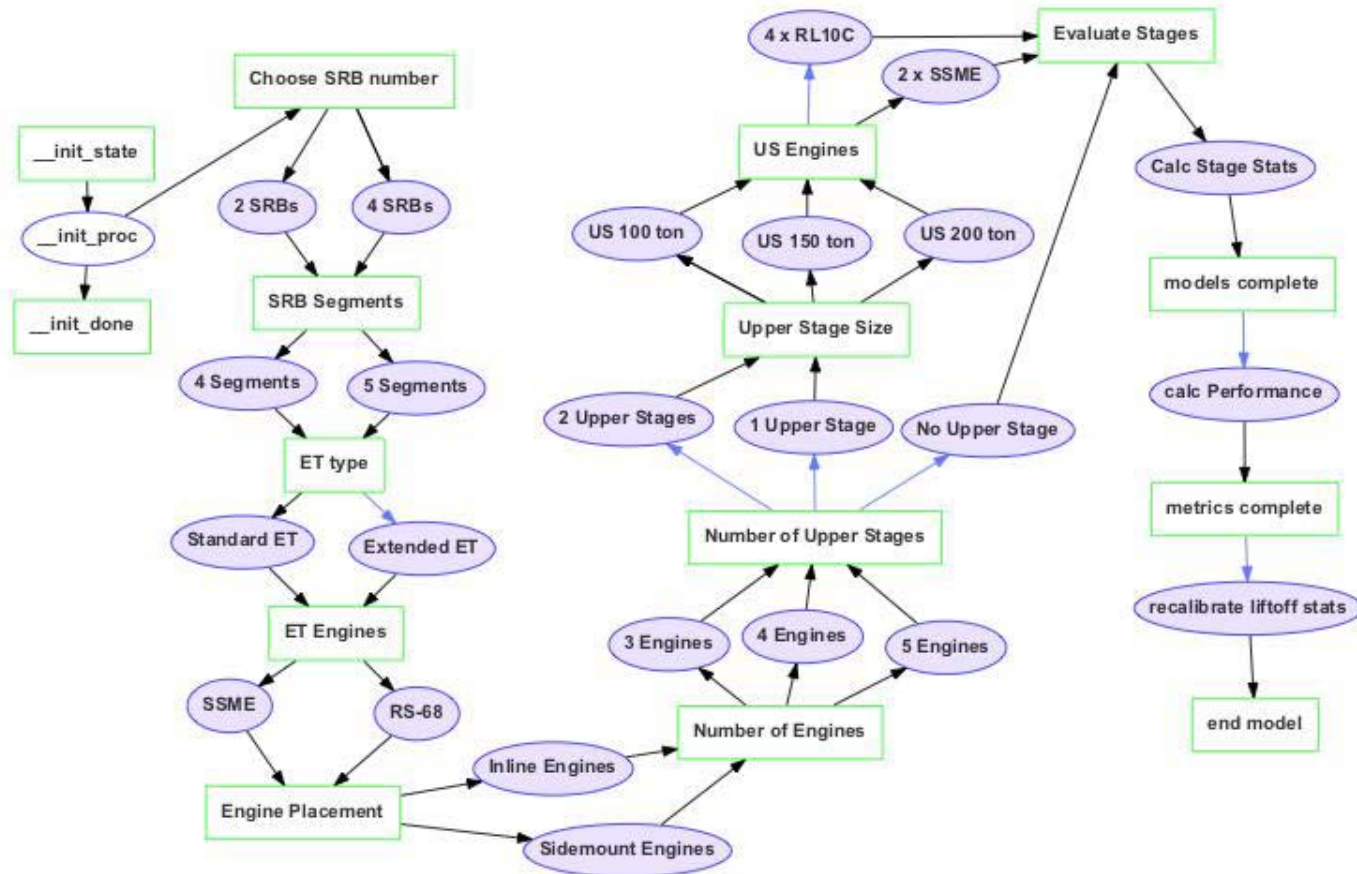 __init_state
__init_proc
__init_done
Choose SRB number
2 SRBs
4 SRBs
SRB Segments
4 Segments
5 Segments
ET type
Standard ET
Extended ET
ET Engines
SSME
RS-68
Engine Placement
Inline Engines
Sidemount Engines
Number of Engines
3 Engines
4 Engines
5 Engines
Number of Upper Stages
2 Upper Stages
1 Upper Stage
No Upper Stage
Upper Stage Size
US 100 ton
US 150 ton
US 200 ton
US Engines
4 x RL10C
2 x SSME
Evaluate Stages
Calc Stage Stats
models complete
calc Performance
metrics complete
recalibrate liftoff stats
end model